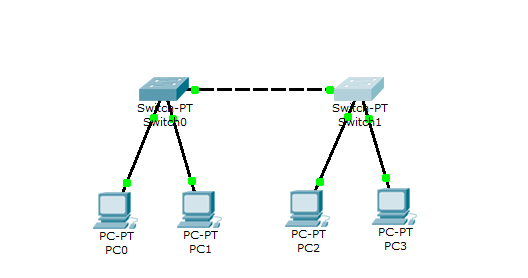 Switch-PT
Switch0
Switch-PT
Switch1
PC-PT
PC0
PC-PT
PC1
PC-PT
PC2
PC-PT
PC3